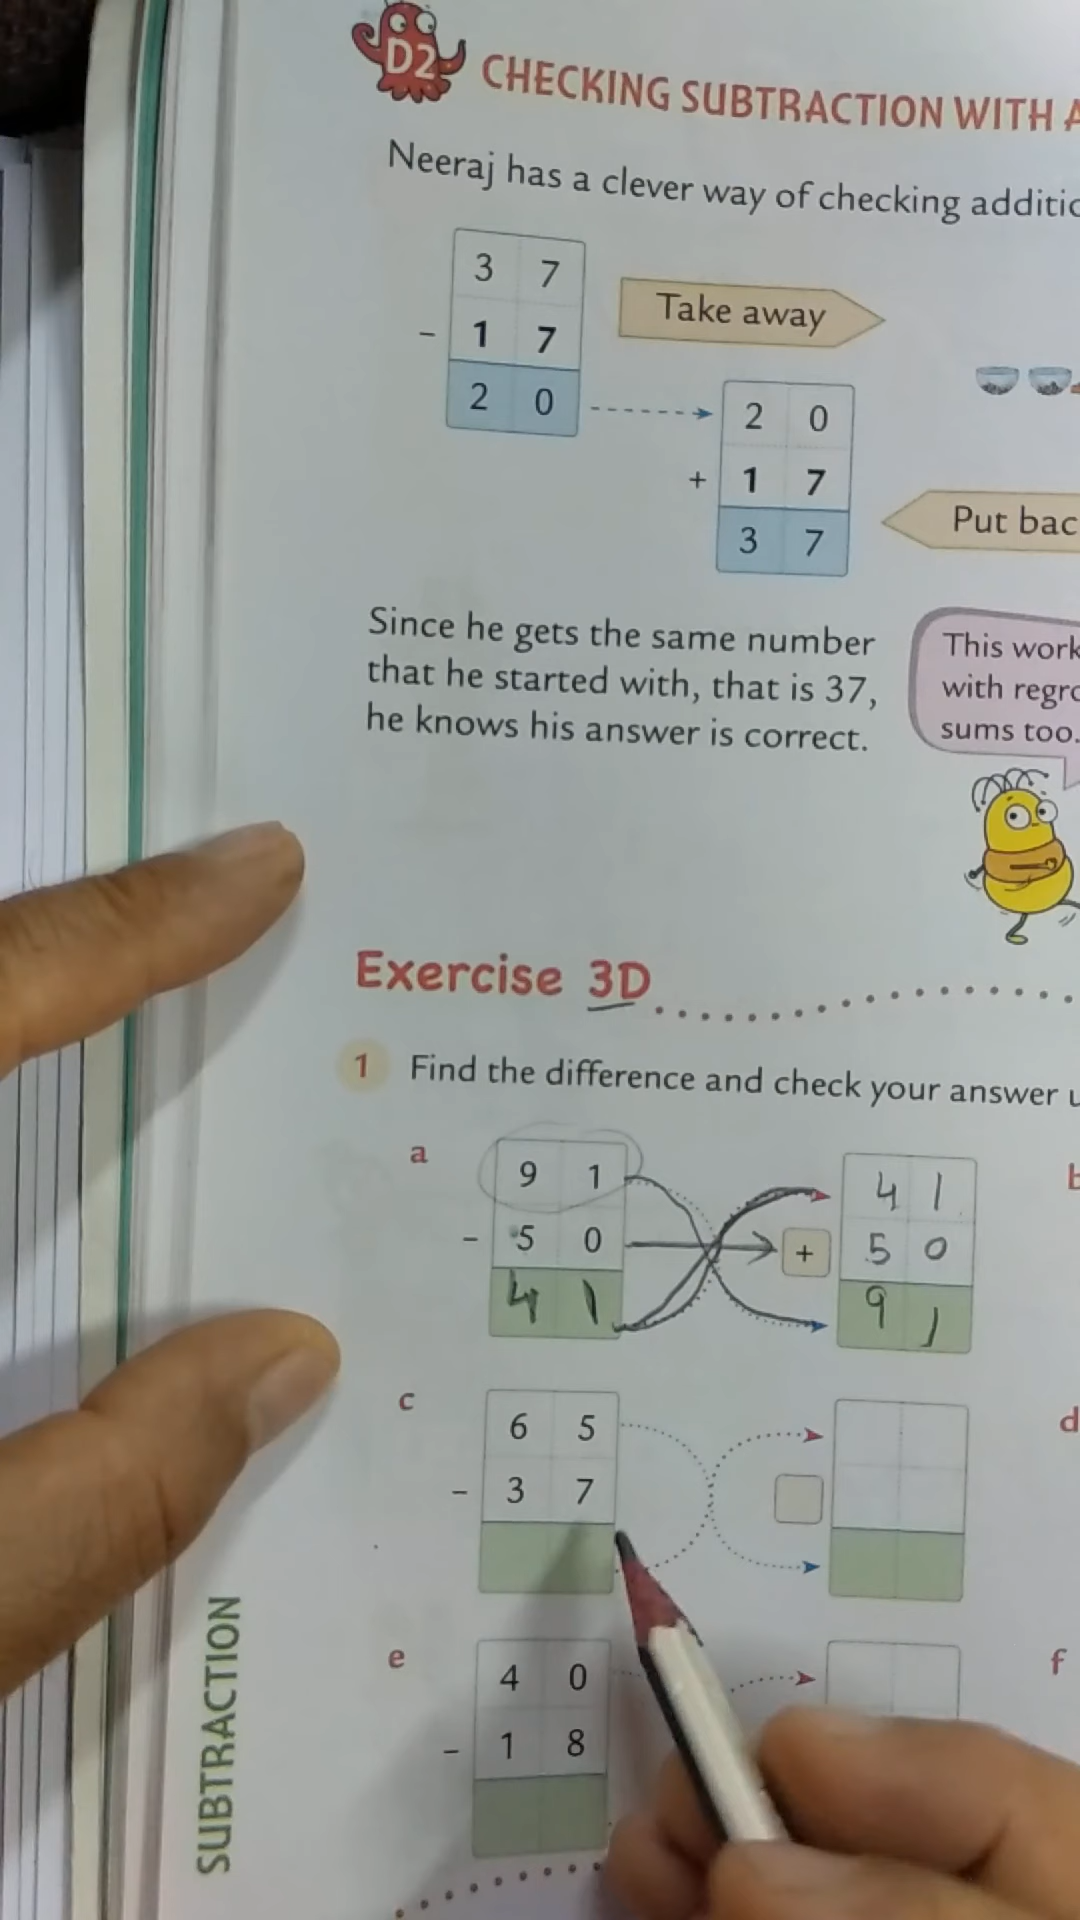 D2 CHECKING SUBTRACTION WITH
Neeraj has a clever way of checking
3 7
- 1 7
2 0
Take away
2 0
+ 1 7
3 7
Put
Since he gets the same number
that he started with, that is 37,
he knows his answer is correct.
This
with
sums too.
Exercise 3D
1 Find the difference and check your answer
a
9 1
- 5 0
4 1
4 1
+ 5 0
9 1
c
6 5
- 3 7
d
e
4 0
- 1 8
f
SUBTRACTION